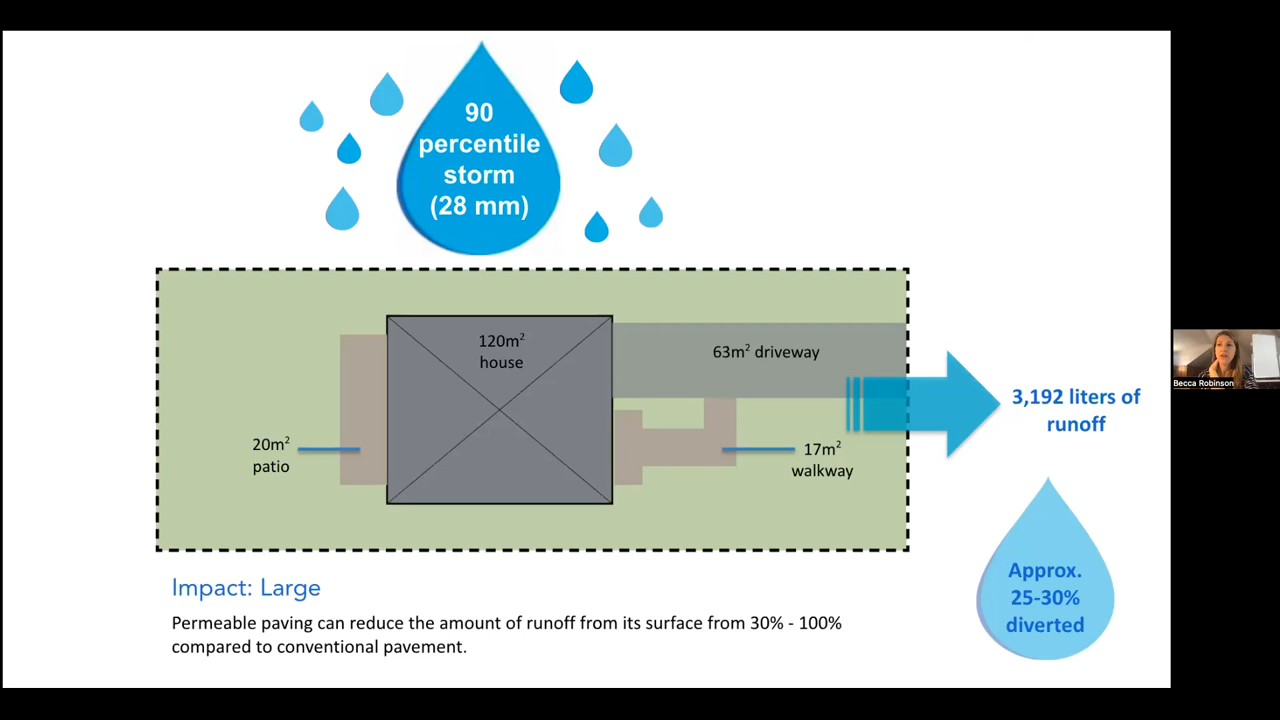 90
percentile
storm
(28 mm)
120m²
house
63m² driveway
3,192 liters of
runoff
20m²
patio
17m²
walkway
Becca Robinson
Approx.
25-30%
diverted
Impact: Large
Permeable paving can reduce the amount of runoff from its surface from 30% - 100%
compared to conventional pavement.